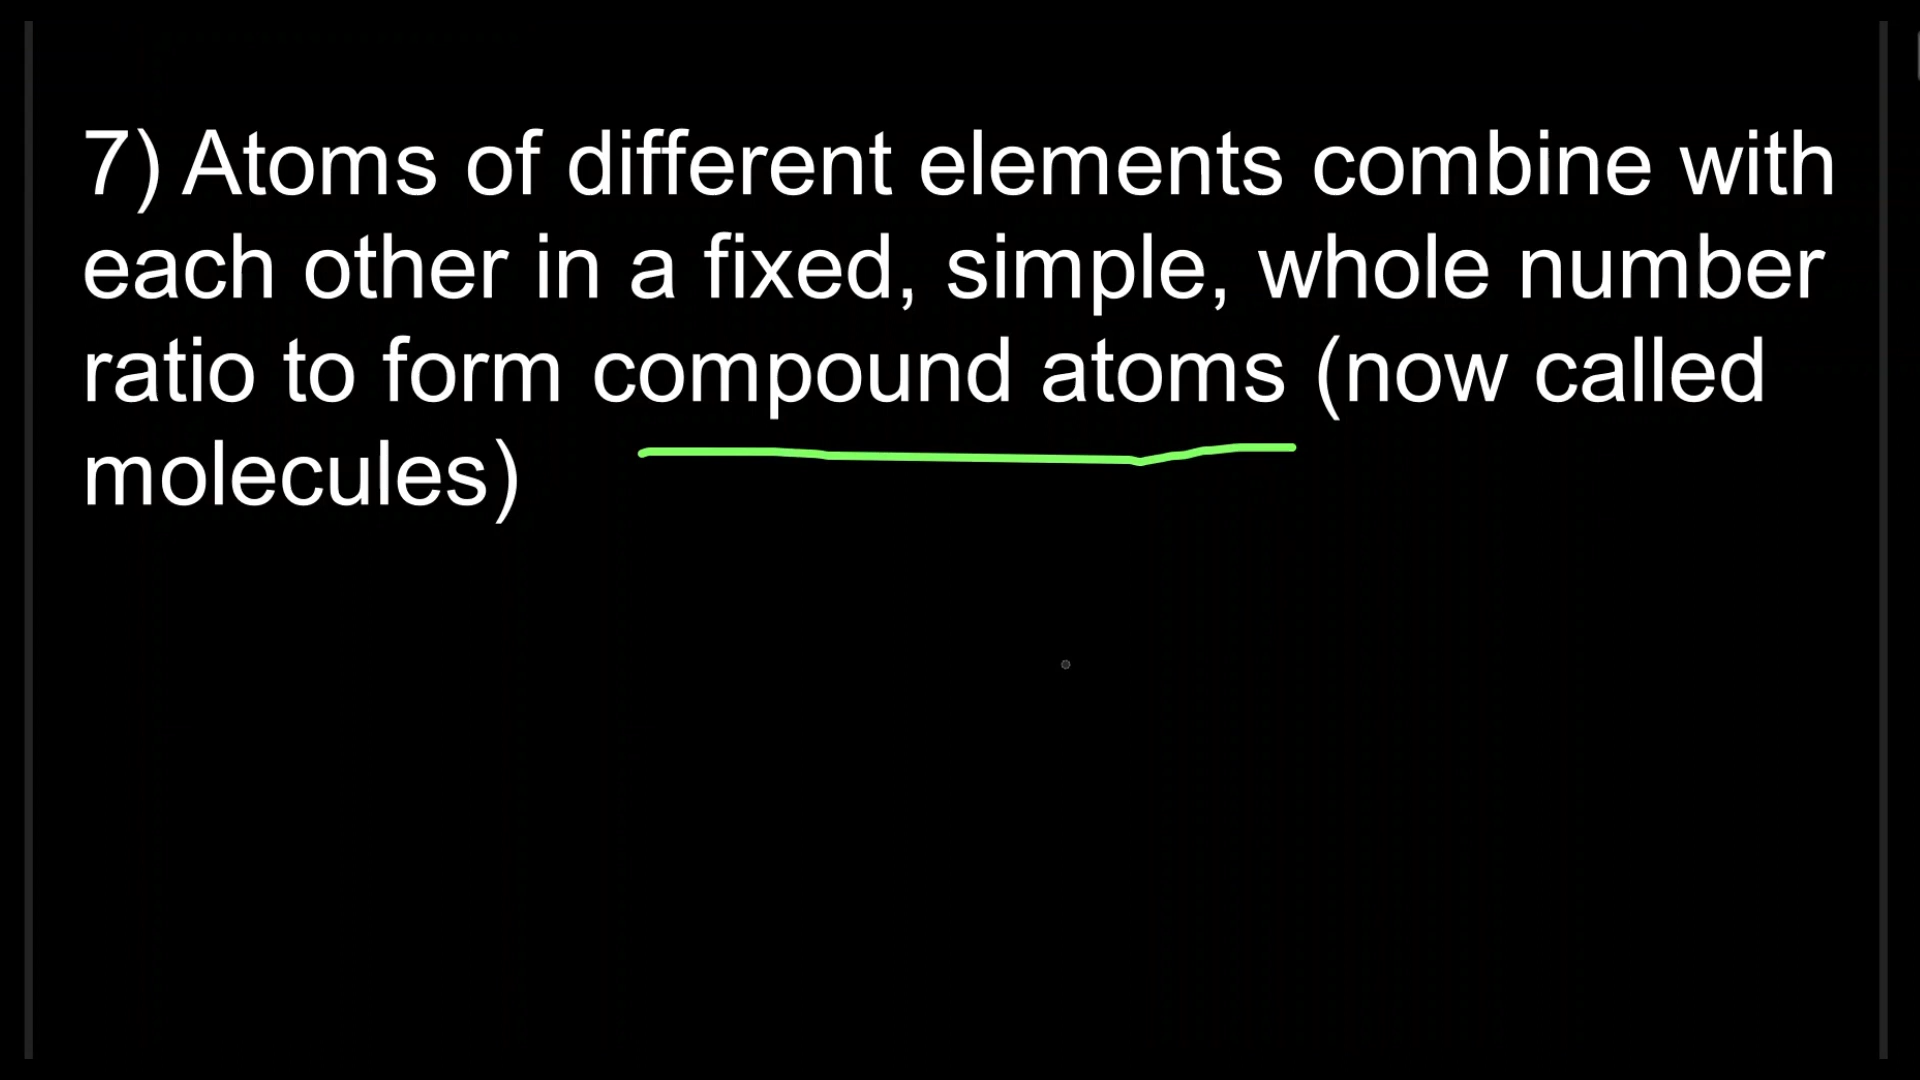 7) Atoms of different elements combine with
each other in a fixed, simple, whole number
ratio to form compound atoms (now called
molecules)